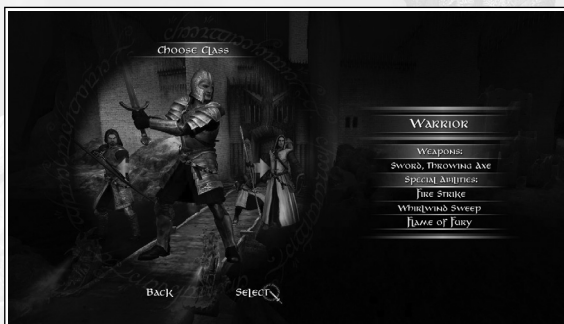 Choose Class
Warrior
Weapons:
Sword, Throwing Axe
Special Abilities:
Fire Strike
Whirlwind Sweep
Flame of Fury
Back
Select